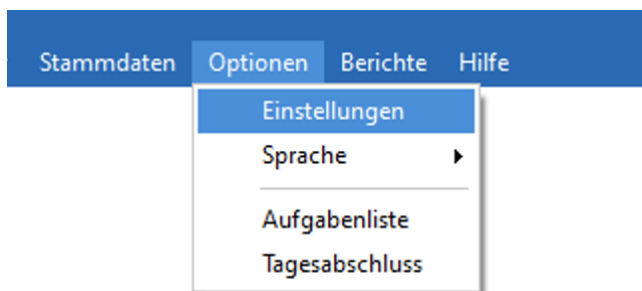 Stammdaten Optionen Berichte Hilfe
Einstellungen
Sprache
Aufgabenliste
Tagesabschluss